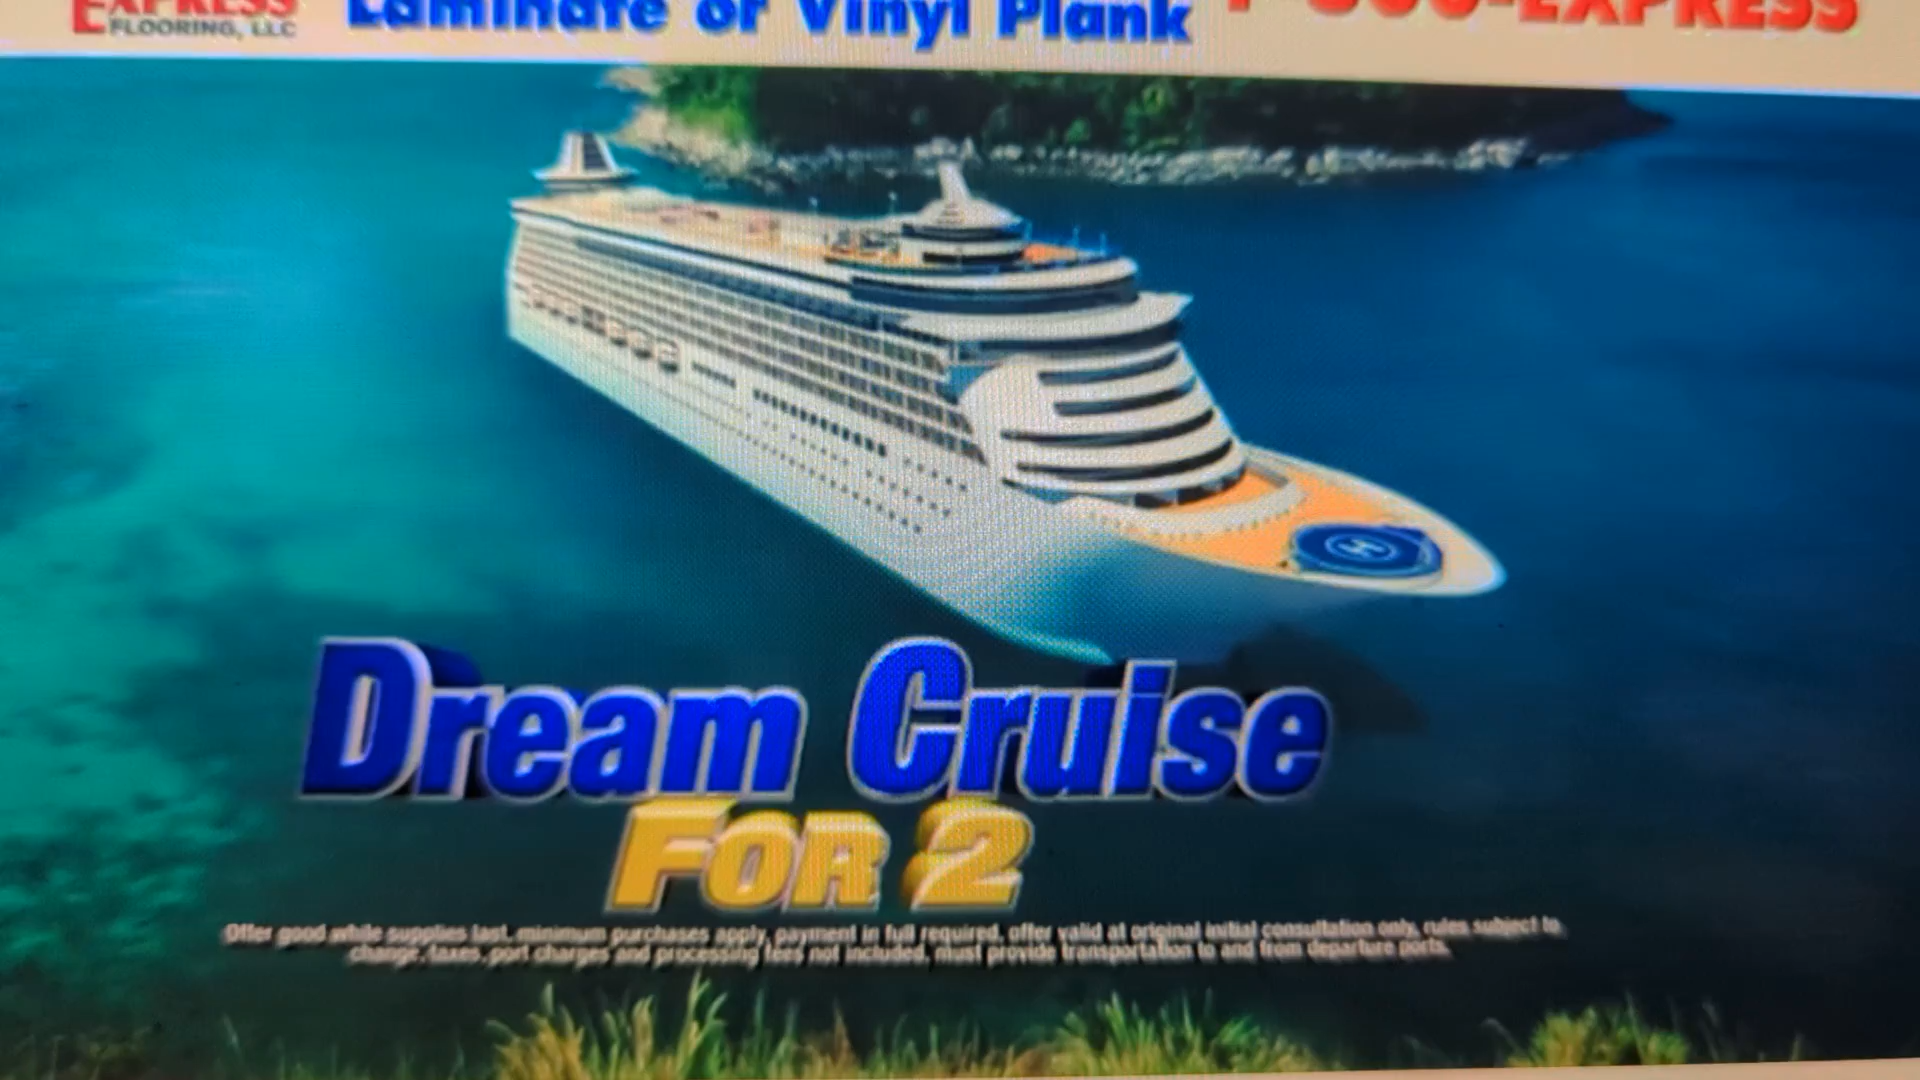 EXPRESS
FLOORING, LLC
Laminate or Vinyl Plank
1-800-EXPRESS
H
Dream Cruise
FOR 2
Offer good while supplies last, minimum purchases apply, payment in full required, offer valid at original initial consultation only, rules subject to
change, taxes, port charges and processing fees not included, must provide transportation to and from departure ports.